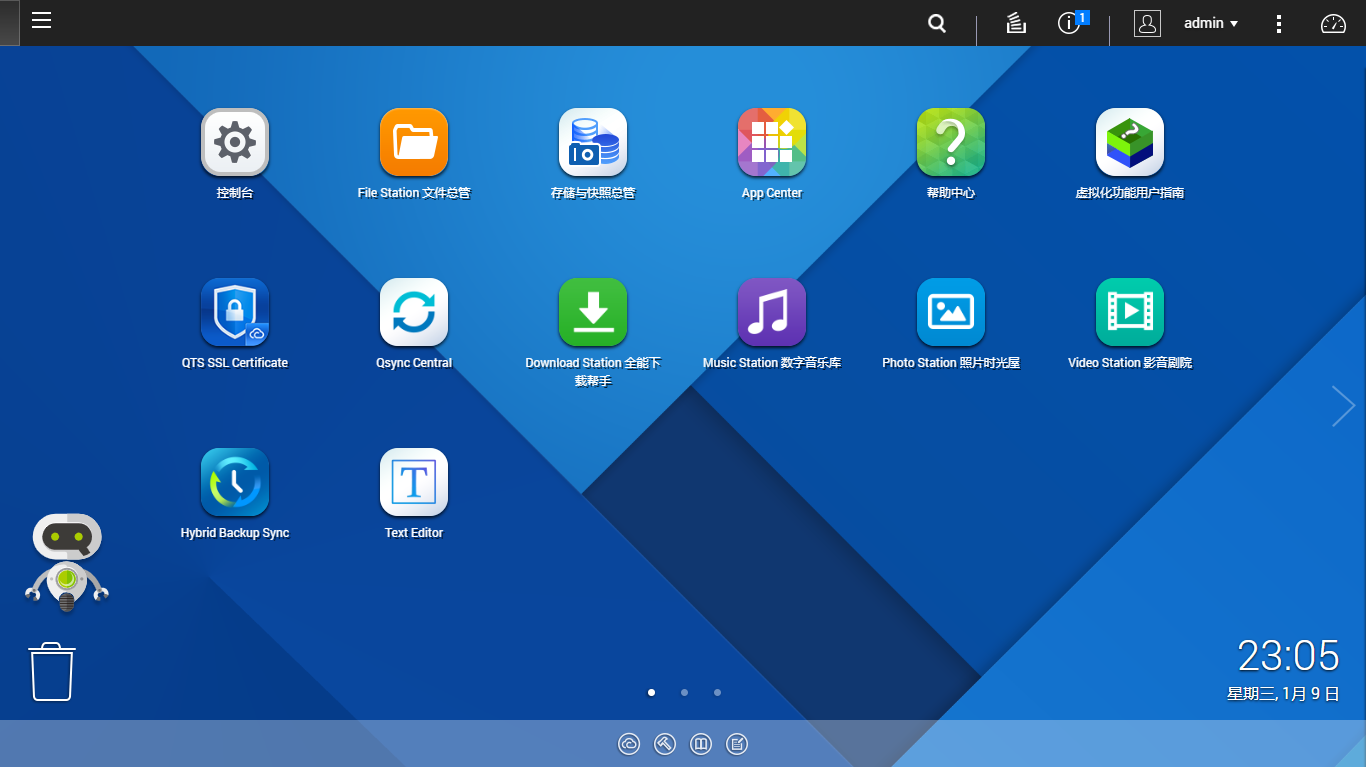 1
admin
控制台
File Station 文件总管
存储与快照总管
App Center
帮助中心
虚拟化功能用户指南
QTS SSL Certificate
Qsync Central
Download Station 全能下
载帮手
Music Station 数字音乐库
Photo Station 照片时光屋
Video Station 影音剧院
Hybrid Backup Sync
T
Text Editor
23:05
星期三, 1月 9 日